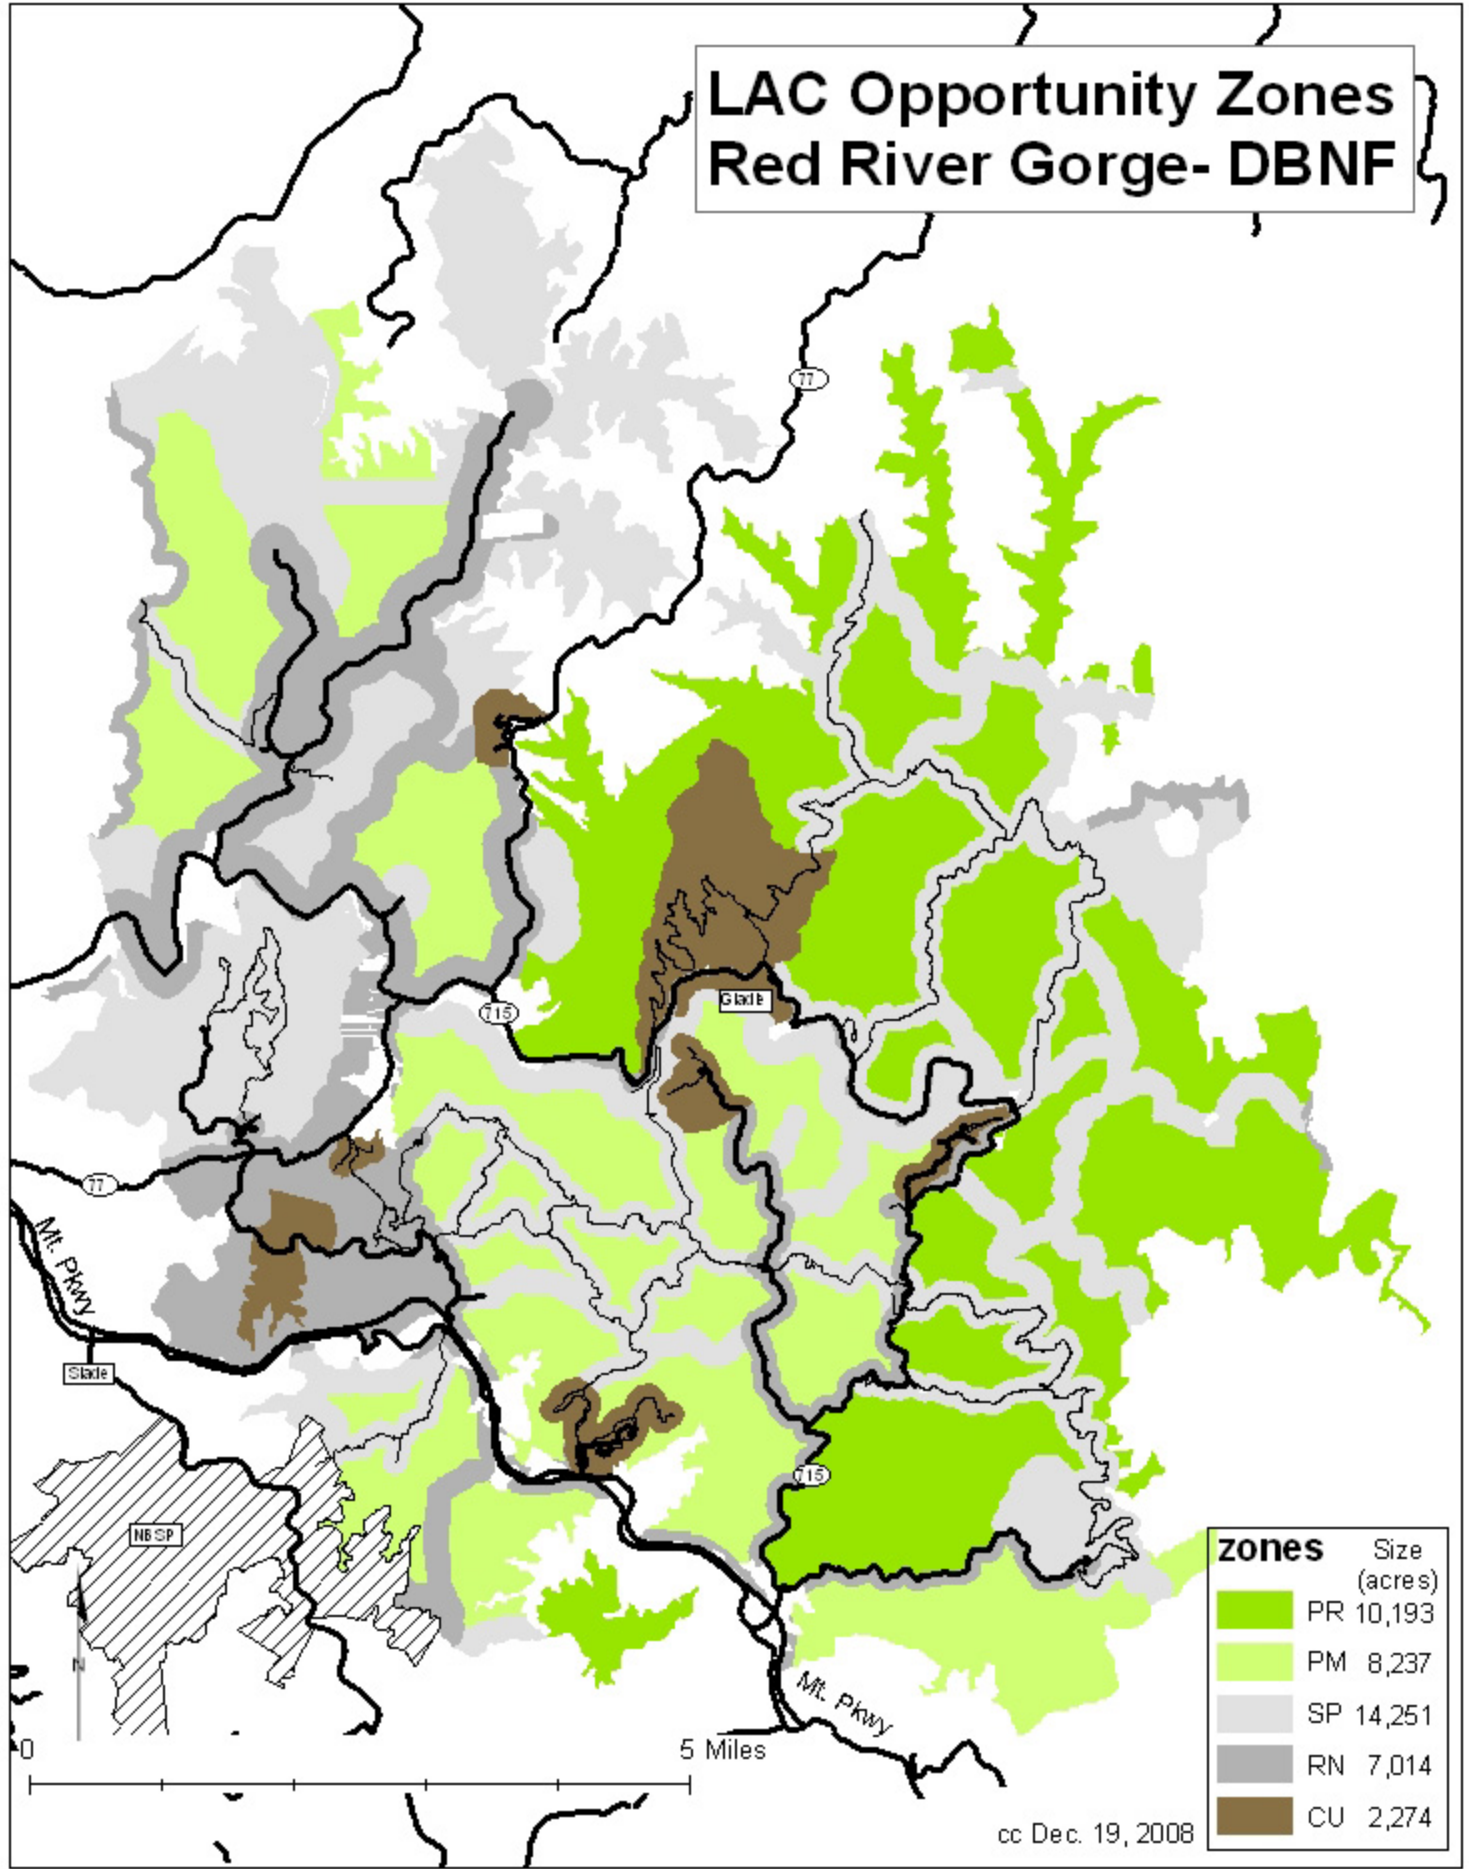 LAC Opportunity Zones
Red River Gorge- DBNF
77
715
Glade
77
Mt. Pkwy
Slade
715
NBSP
N
Mt. Pkwy
0
5 Miles
zones Size
(acres)
PR 10,193
PM 8,237
SP 14,251
RN 7,014
CU 2,274
cc Dec. 19, 2008